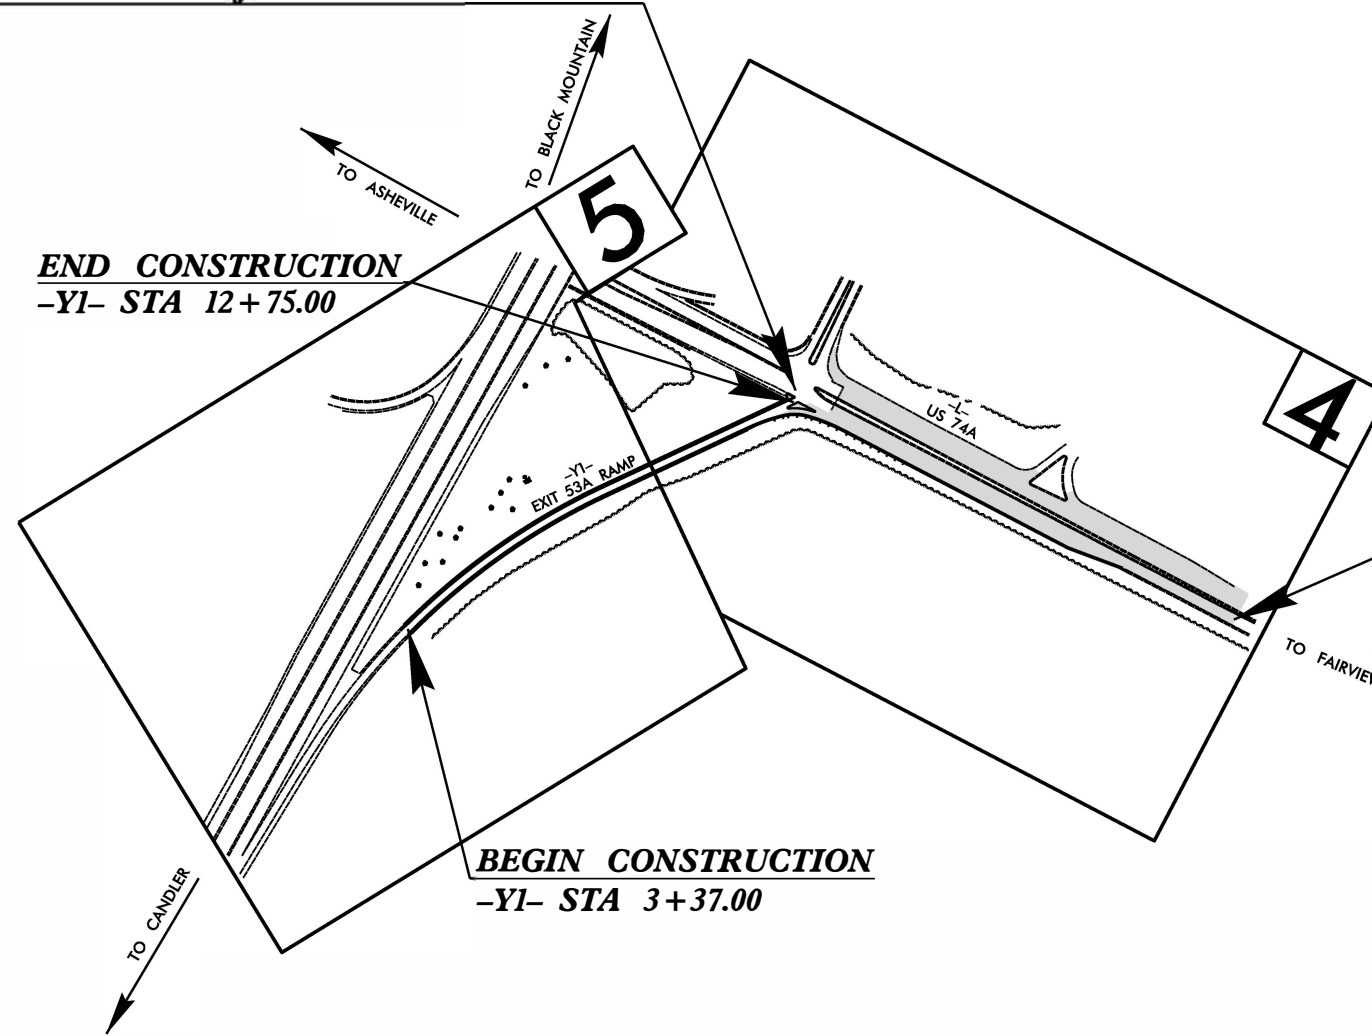 TO BLACK MOUNTAIN
TO ASHEVILLE
5
END CONSTRUCTION
–Y1– STA 12+75.00
4
–L–
US 74A
–Y1–
EXIT 53A RAMP
TO FAIRVIEW
BEGIN CONSTRUCTION
–Y1– STA 3+37.00
TO CANDLER